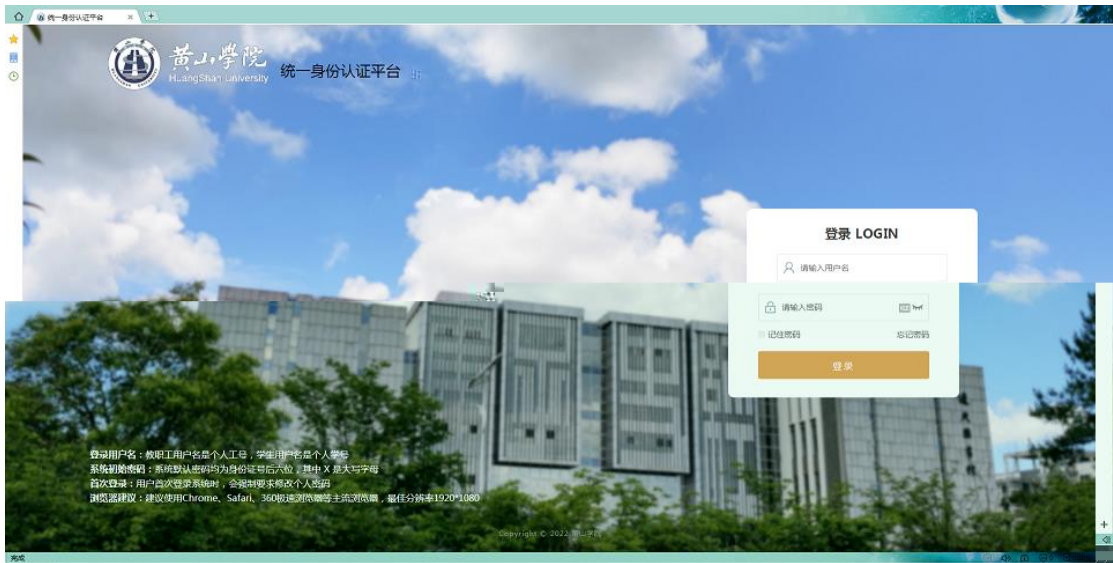 统一身份认证平台
黄山學院
HuangShan University
统一身份认证平台
登录 LOGIN
请输入用户名
请输入密码
记住密码 忘记密码
登录
登录用户名：教职工用户名是个人工号，学生用户名是个人学号
系统初始密码：系统默认密码均为身份证号后六位，其中 X 是大写字母
首次登录：用户首次登录系统时，会强制要求修改个人密码
浏览器建议：建议使用Chrome、Safari、360极速浏览器等主流浏览器，最佳分辨率1920*1080
Copyright © 2022 黄山学院
完成